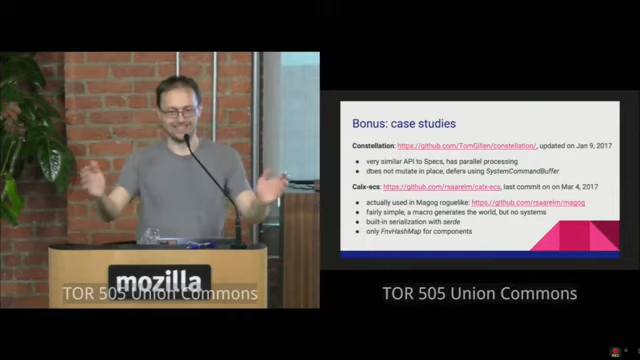 Bonus: case studies
Constellation: https://github.com/TomGillen/constellation/, updated on Jan 9, 2017
● very similar API to Specs, has parallel processing
● does not mutate in place, defers using SystemCommandBuffer
Calx-ecs: https://github.com/rsaarelm/calx-ecs, last commit on Mar 4, 2017
● actually used in Magog roguelike: https://github.com/rsaarelm/magog
● fairly simple, a macro generates the world, but no systems
● built-in serialization with serde
● only FnvHashMap for components
mozilla
TOR 505 Union Commons
TOR 505 Union Commons